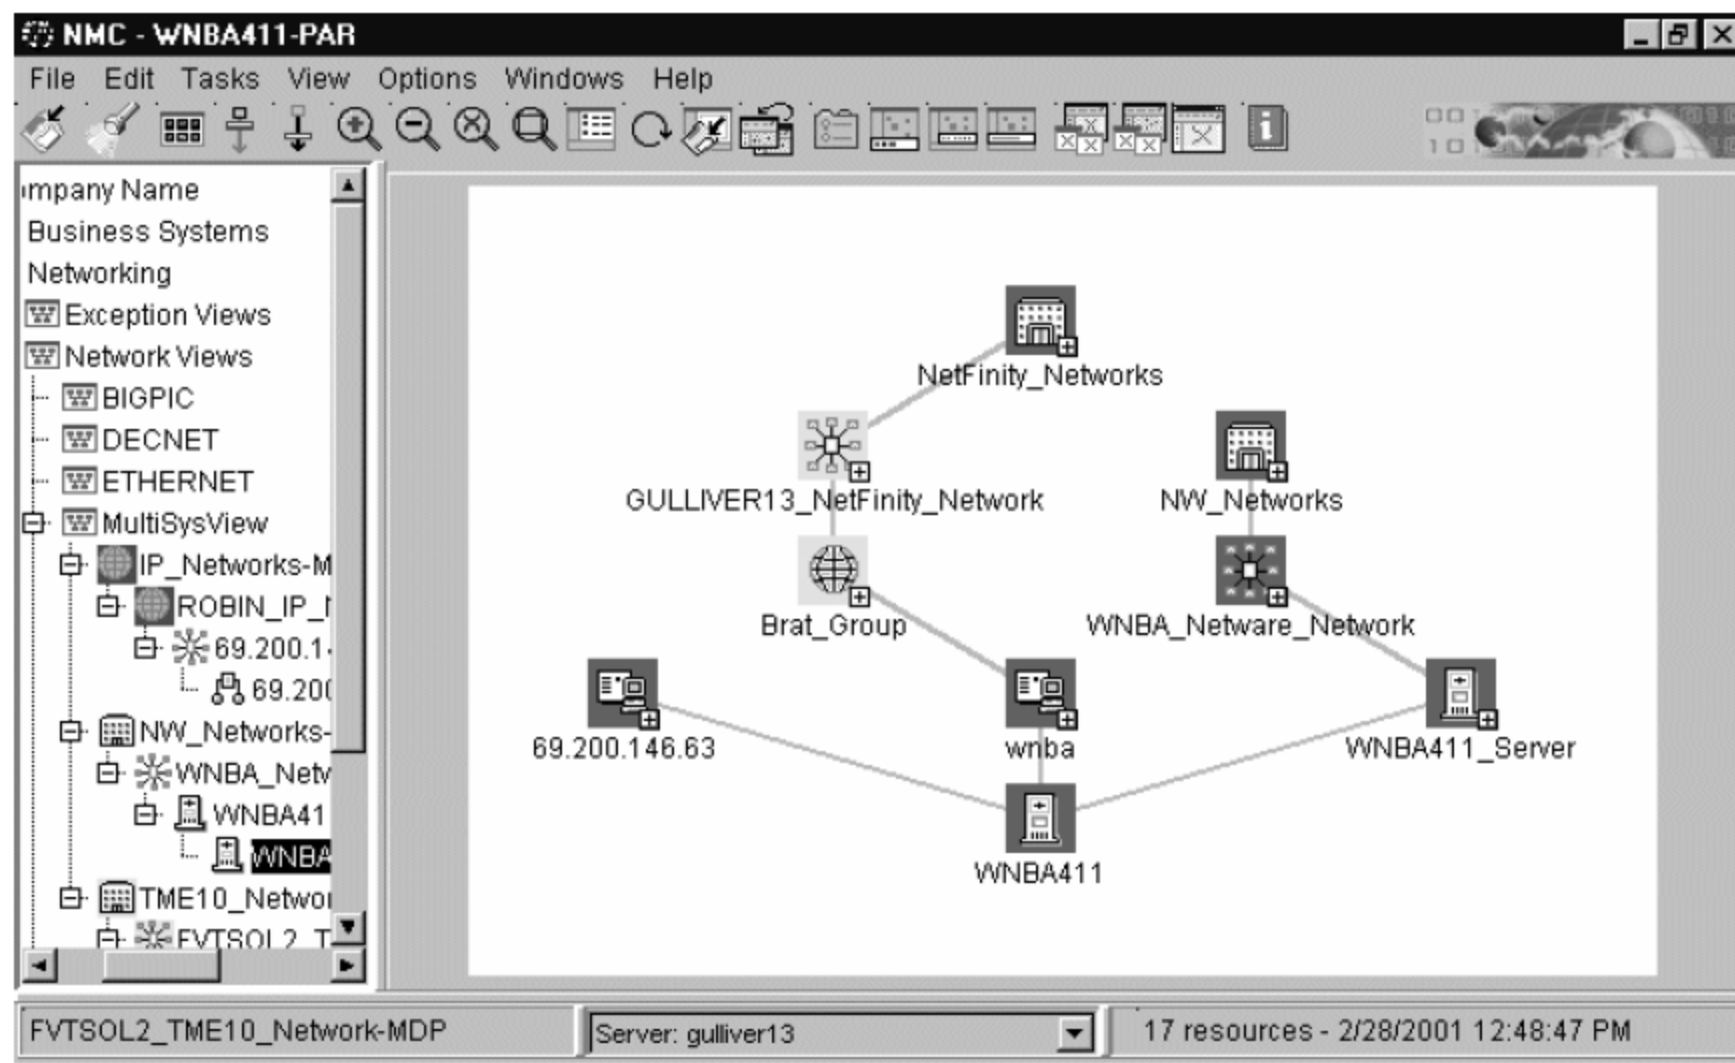 NMC - WNBA411-PAR
File Edit Tasks View Options Windows Help
mpany Name
Business Systems
Networking
Exception Views
Network Views
BIGPIC
DECNET
ETHERNET
MultiSysView
IP_Networks-M
ROBIN_IP_
69.200.1
69.200
NW_Networks-
WNBA_Netw
WNBA41
WNBA
TME10_Networ
FVTSOL2_T
NetFinity_Networks
GULLIVER13_NetFinity_Network
NW_Networks
Brat_Group
WNBA_Netware_Network
69.200.146.63
wnba
WNBA411_Server
WNBA411
FVTSOL2_TME10_Network-MDP
Server: gulliver13
17 resources - 2/28/2001 12:48:47 PM